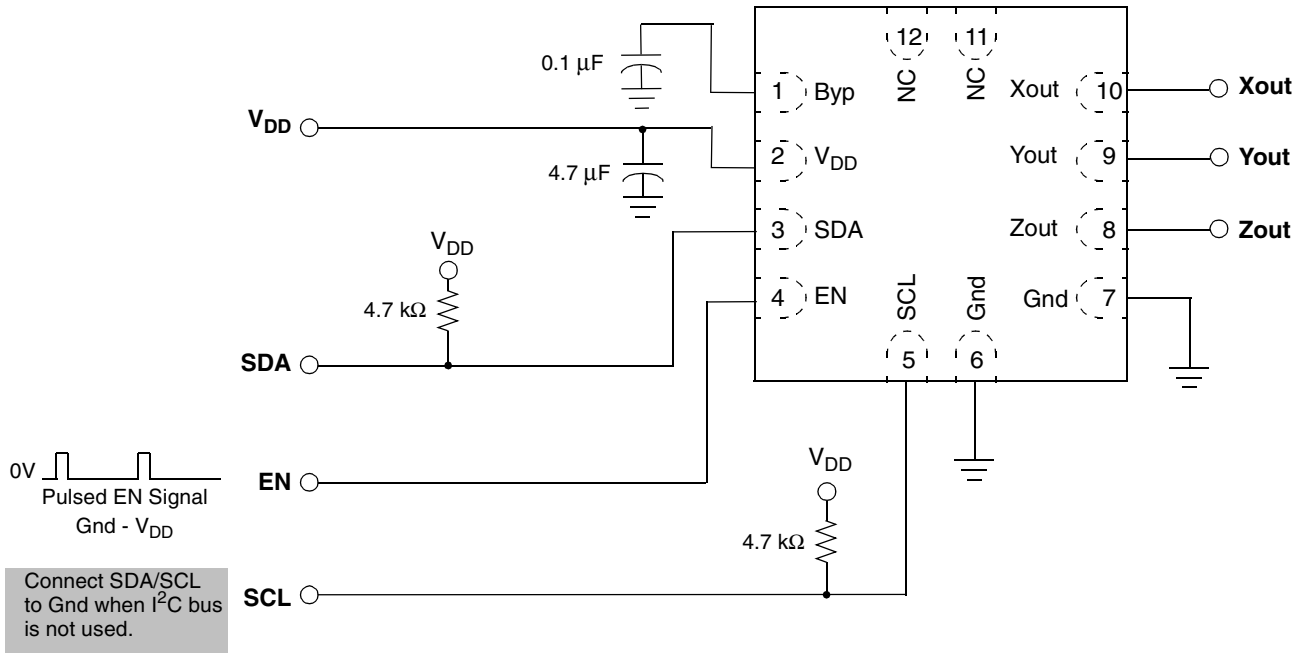 12
11
NC
NC
0.1 µF
1
Byp
Xout
10
Xout
V_DD
2
V_DD
Yout
9
Yout
4.7 µF
3
SDA
Zout
8
Zout
V_DD
4.7 kΩ
4
EN
SCL
Gnd
Gnd
7
5
6
SDA
V_DD
0V
Pulsed EN Signal
Gnd - V_DD
EN
4.7 kΩ
Connect SDA/SCL
to Gnd when I²C bus
is not used.
SCL